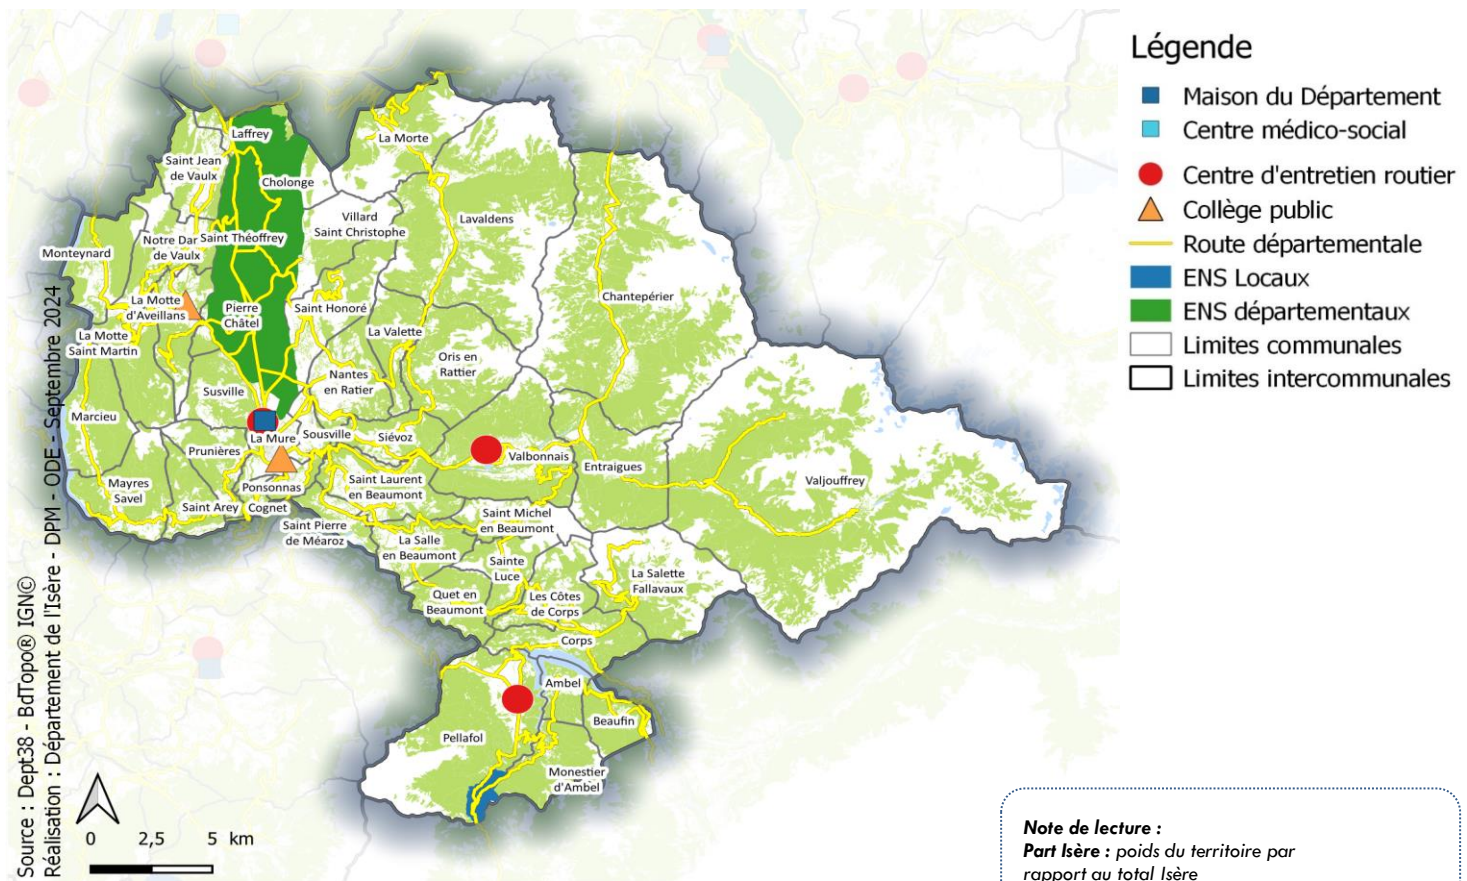 Légende
Maison du Département
Centre médico-social
Centre d'entretien routier
Collège public
Route départementale
ENS Locaux
ENS départementaux
Limites communales
Limites intercommunales
Laffrey
La Morte
Saint Jean
de Vaulx
Cholonge
Villard
Saint Christophe
Lavaldens
Notre Dar
de Vaulx
Saint Théoffrey
Monteynard
Chantepérier
La Motte
d'Aveillans
Pierre
Châtel
Saint Honoré
La Valette
La Motte
Saint Martin
Oris en
Rattier
Nantes
en Ratier
Susville
Marcieu
La Mure
Sousville
Siévoz
Prunières
Valbonnais
Entraigues
Valjouffrey
Mayres
Savel
Ponsonnas
Saint Laurent
en Beaumont
Saint Arey
Cognet
Saint Pierre
de Méaroz
Saint Michel
en Beaumont
La Salle
en Beaumont
Sainte
Luce
La Salette
Fallavaux
Quet en
Beaumont
Les Côtes
de Corps
Corps
Ambel
Beaufin
Pellafol
Monestier
d'Ambel
Source : Dept38 - BdTopo® IGN©
Réalisation : Département de l'Isère - DPM - ODE - Septembre 2024
0 2,5 5 km
Note de lecture :
Part Isère : poids du territoire par
rapport au total Isère